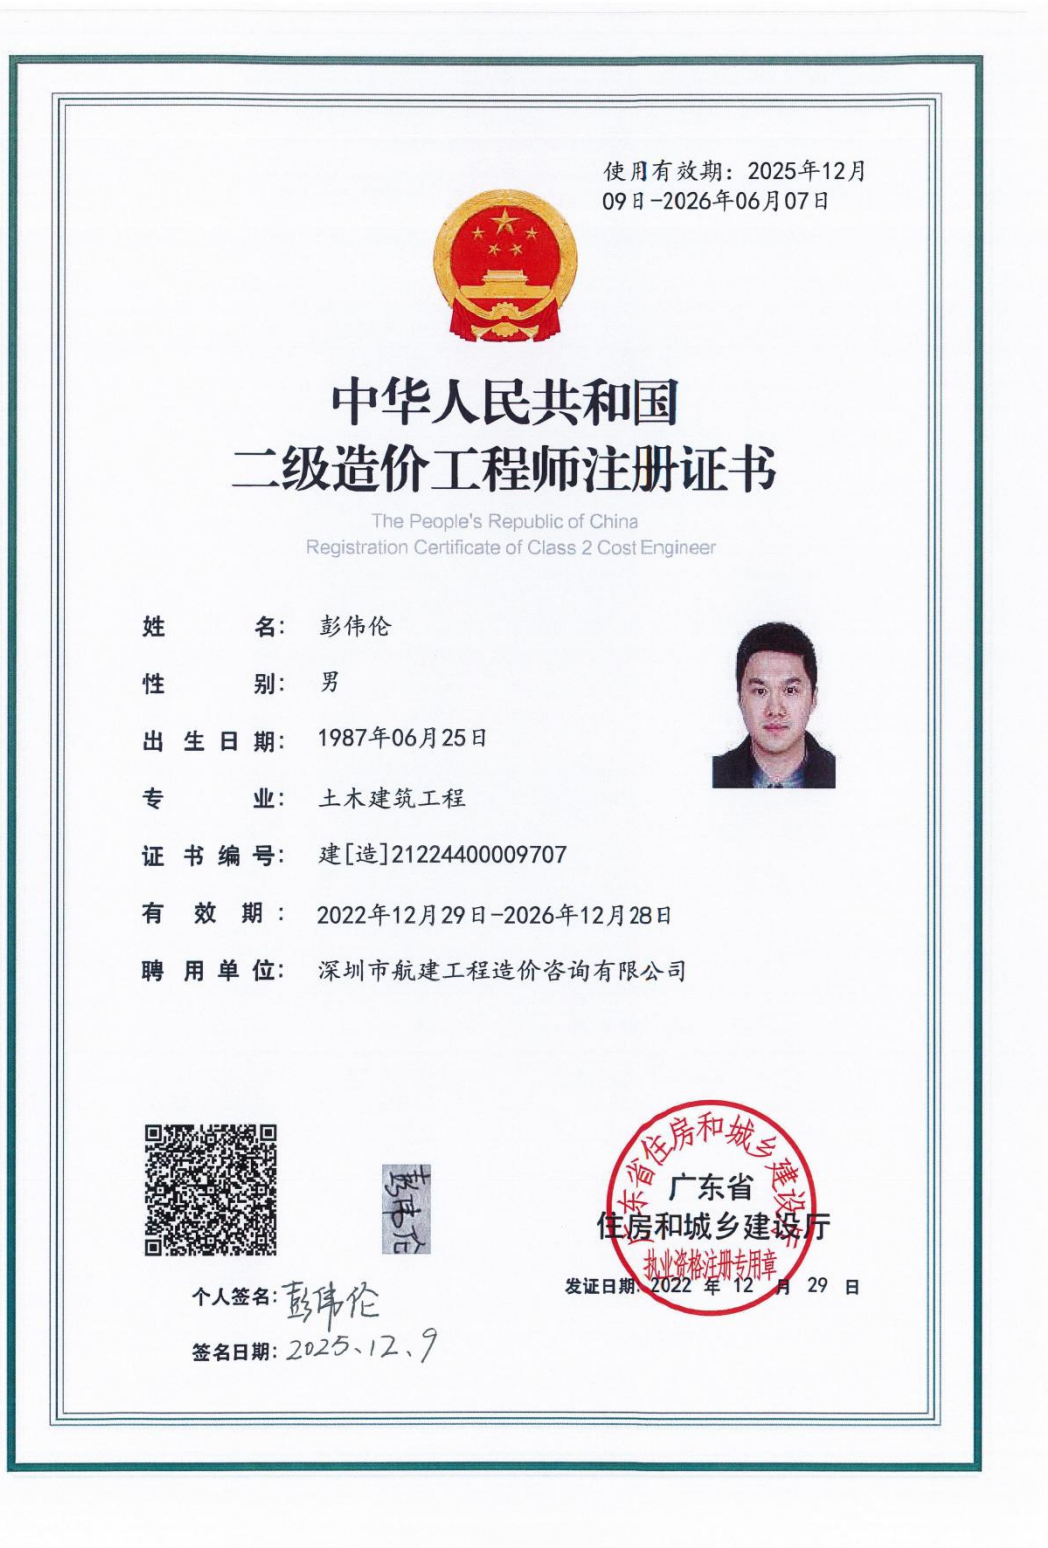 使用有效期：2025年12月
09日-2026年06月07日
中华人民共和国
二级造价工程师注册证书
The People's Republic of China
Registration Certificate of Class 2 Cost Engineer
姓 名：彭伟伦
性 别：男
出生日期：1987年06月25日
专 业：土木建筑工程
证书编号：建[造]21224400009707
有 效 期：2022年12月29日-2026年12月28日
聘用单位：深圳市航建工程造价咨询有限公司
彭伟伦
广东省住房和城乡建设厅
广东省
住房和城乡建设厅
执业资格注册专用章
个人签名：彭伟伦
发证日期：2022 年 12 月 29 日
签名日期：2025、12、9